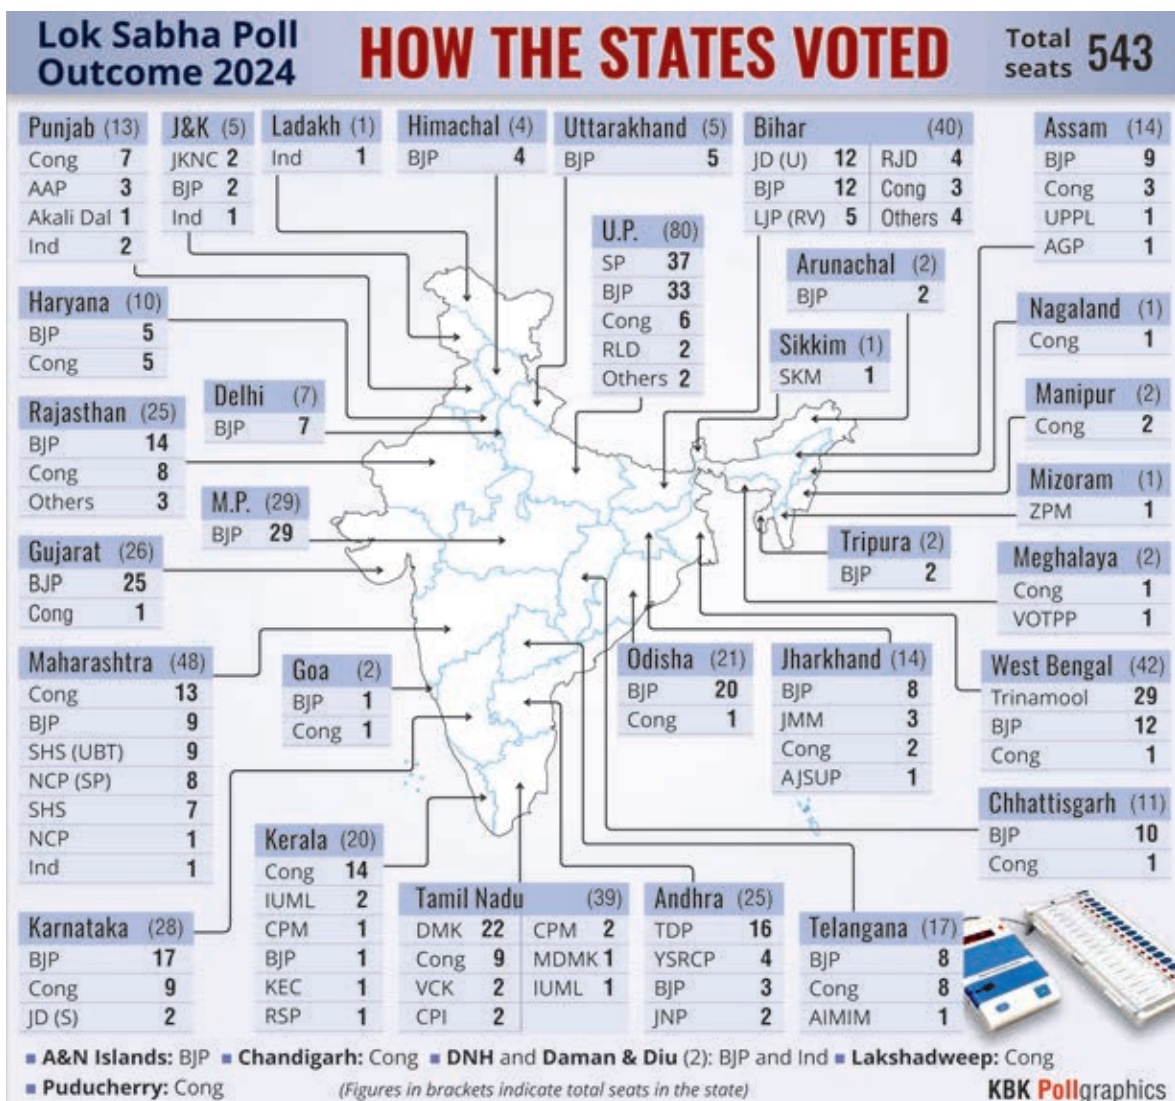 Lok Sabha Poll
Outcome 2024
HOW THE STATES VOTED
Total
seats 543
Punjab (13)
Cong 7
AAP 3
Akali Dal 1
Ind 2
J&K (5)
JKNC 2
BJP 2
Ind 1
Ladakh (1)
Ind 1
Himachal (4)
BJP 4
Uttarakhand (5)
BJP 5
Bihar (40)
JD (U) 12
BJP 12
LJP (RV) 5
RJD 4
Cong 3
Others 4
Assam (14)
BJP 9
Cong 3
UPPL 1
AGP 1
U.P. (80)
SP 37
BJP 33
Cong 6
RLD 2
Others 2
Arunachal (2)
BJP 2
Haryana (10)
BJP 5
Cong 5
Nagaland (1)
Cong 1
Sikkim (1)
SKM 1
Delhi (7)
BJP 7
Manipur (2)
Cong 2
Rajasthan (25)
BJP 14
Cong 8
Others 3
Mizoram (1)
ZPM 1
M.P. (29)
BJP 29
Tripura (2)
BJP 2
Gujarat (26)
BJP 25
Cong 1
Meghalaya (2)
Cong 1
VOTPP 1
Maharashtra (48)
Cong 13
BJP 9
SHS (UBT) 9
NCP (SP) 8
SHS 7
NCP 1
Ind 1
Goa (2)
BJP 1
Cong 1
Odisha (21)
BJP 20
Cong 1
Jharkhand (14)
BJP 8
JMM 3
Cong 2
AJSUP 1
West Bengal (42)
Trinamool 29
BJP 12
Cong 1
Chhattisgarh (11)
BJP 10
Cong 1
Kerala (20)
Cong 14
IUML 2
CPM 1
BJP 1
KEC 1
RSP 1
Tamil Nadu (39)
DMK 22
Cong 9
VCK 2
CPI 2
CPM 2
MDMK 1
IUML 1
Andhra (25)
TDP 16
YSRCP 4
BJP 3
JNP 2
Telangana (17)
BJP 8
Cong 8
AIMIM 1
Karnataka (28)
BJP 17
Cong 9
JD (S) 2
▪ A&N Islands: BJP ▪ Chandigarh: Cong ▪ DNH and Daman & Diu (2): BJP and Ind ▪ Lakshadweep: Cong
▪ Puducherry: Cong
(Figures in brackets indicate total seats in the state)
KBK Pollgraphics